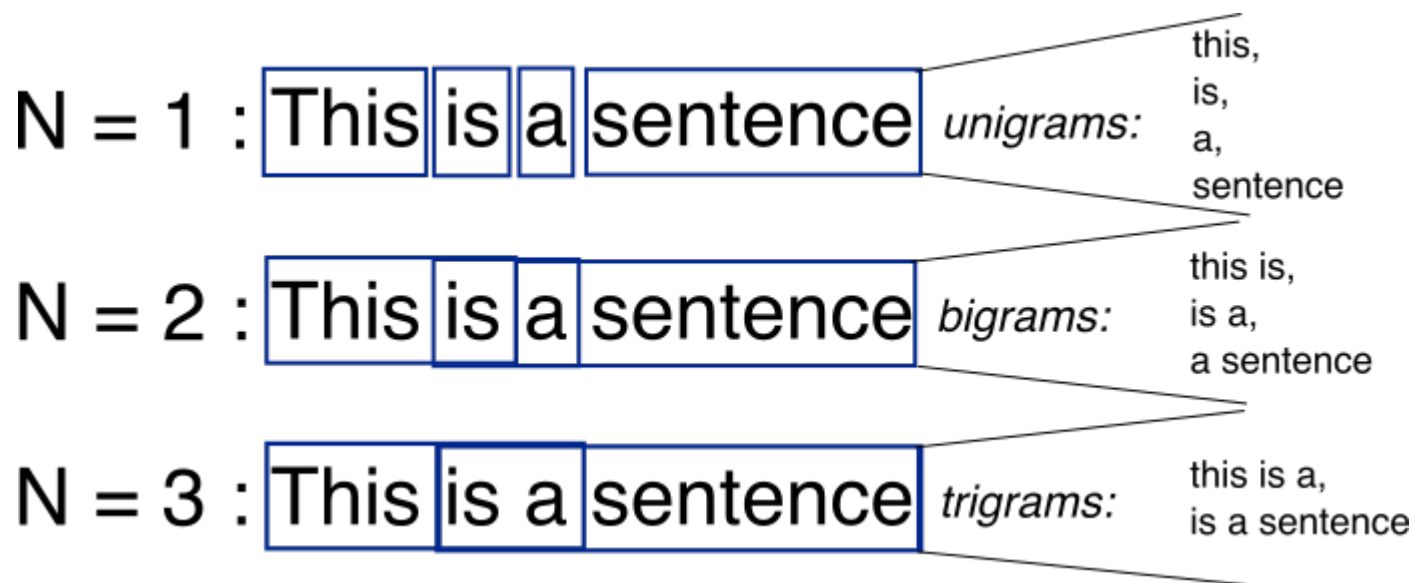 N = 1 : This is a sentence unigrams:
this,
is,
a,
sentence
N = 2 : This is a sentence bigrams:
this is,
is a,
a sentence
N = 3 : This is a sentence trigrams:
this is a,
is a sentence